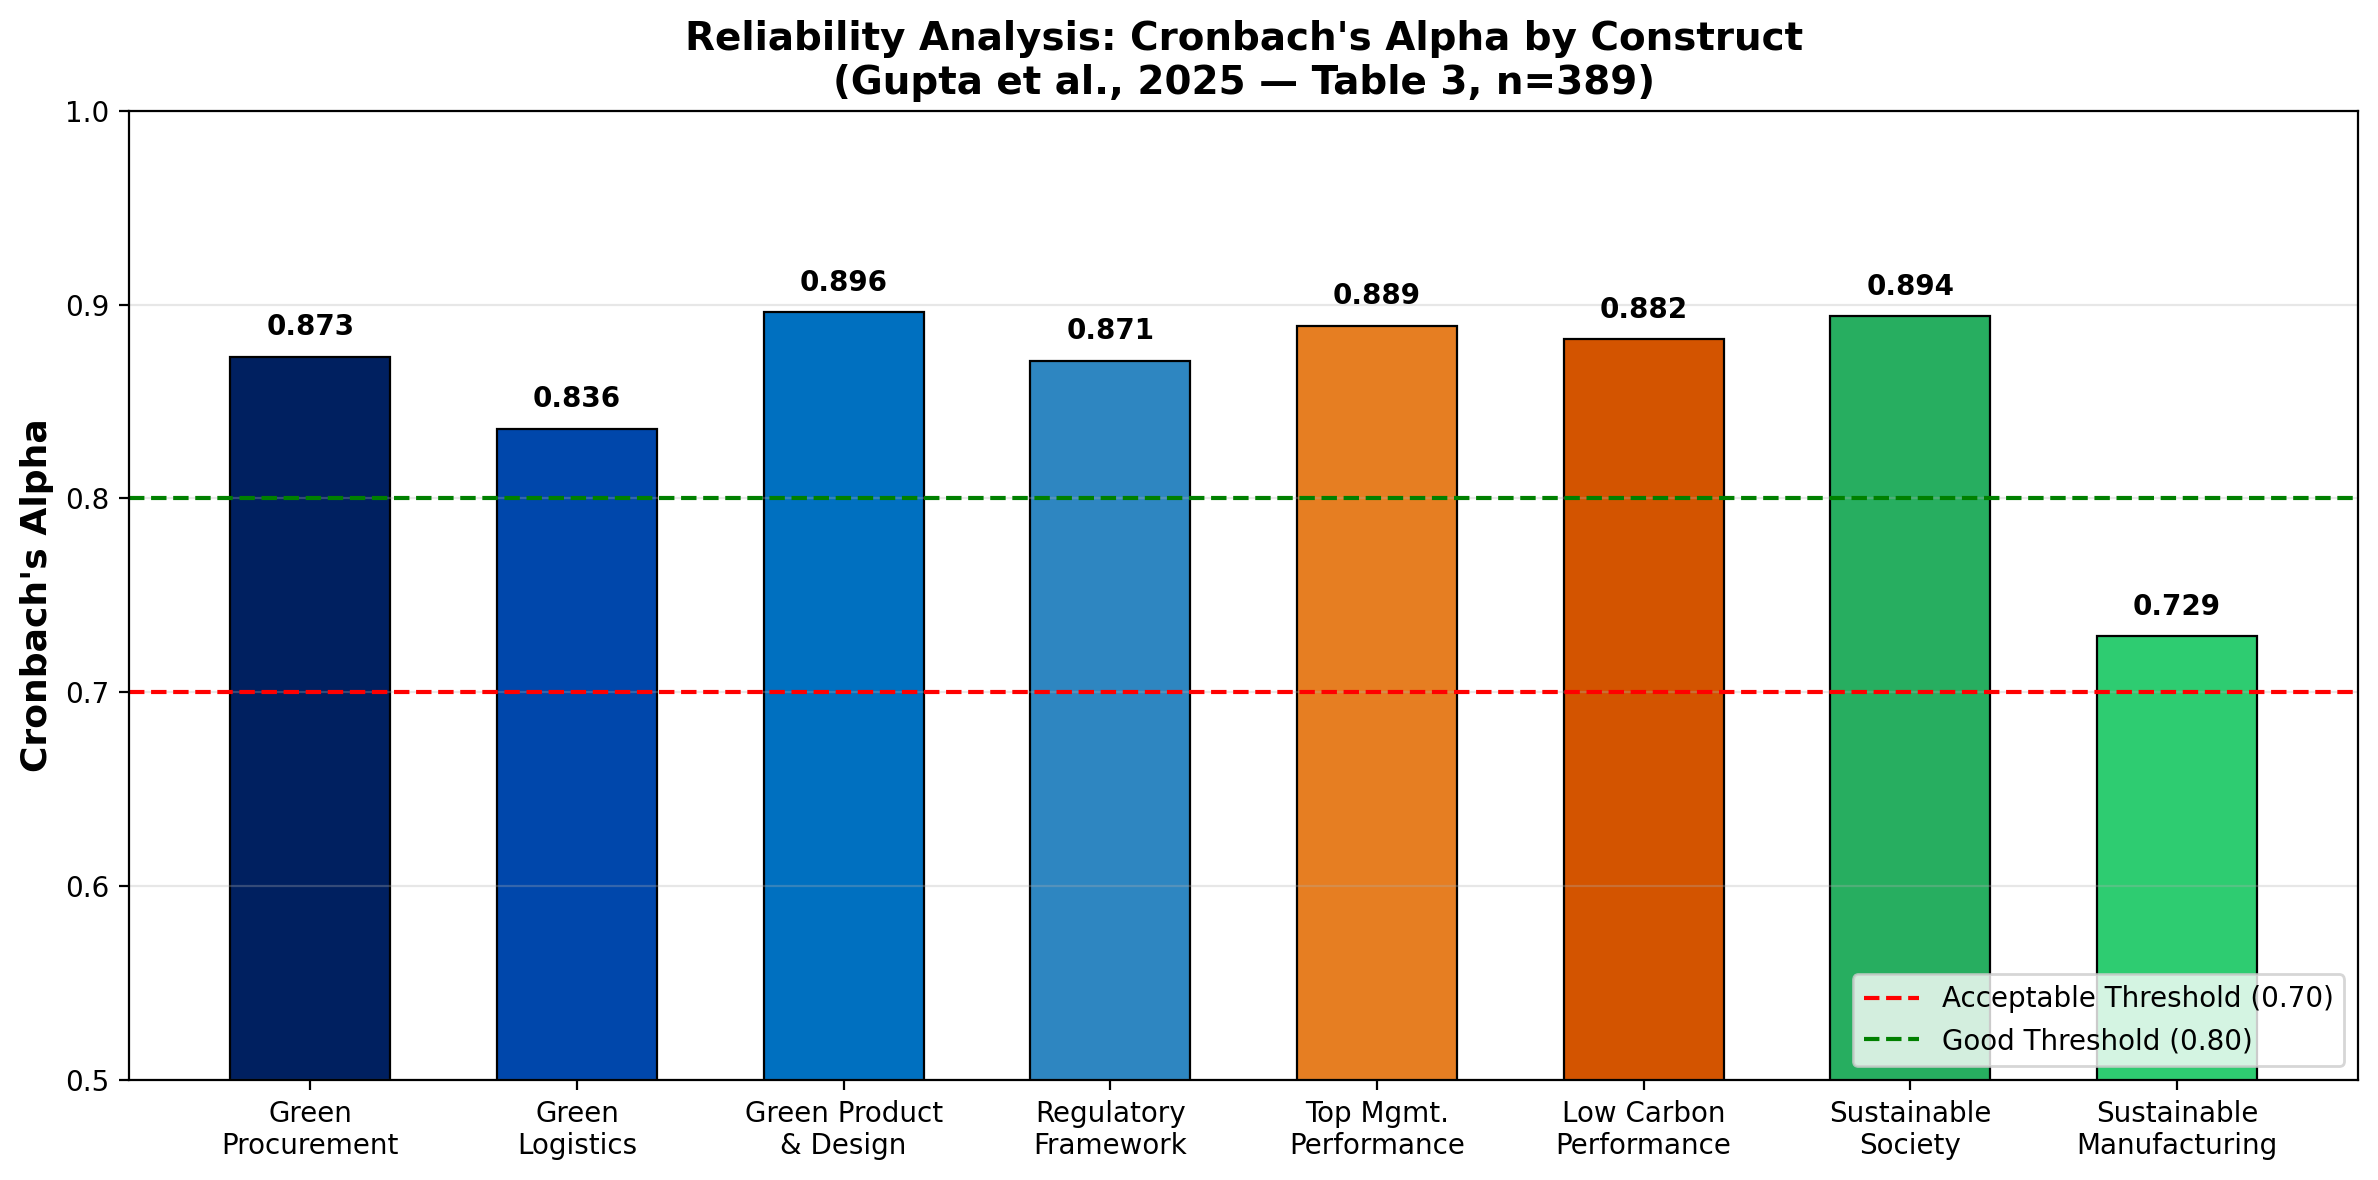 Reliability Analysis: Cronbach's Alpha by Construct
(Gupta et al., 2025 — Table 3, n=389)
Cronbach's Alpha
1.0
0.9
0.8
0.7
0.6
0.5
0.873
0.836
0.896
0.871
0.889
0.882
0.894
0.729
Acceptable Threshold (0.70)
Good Threshold (0.80)
Green
Procurement
Green
Logistics
Green Product
& Design
Regulatory
Framework
Top Mgmt.
Performance
Low Carbon
Performance
Sustainable
Society
Sustainable
Manufacturing